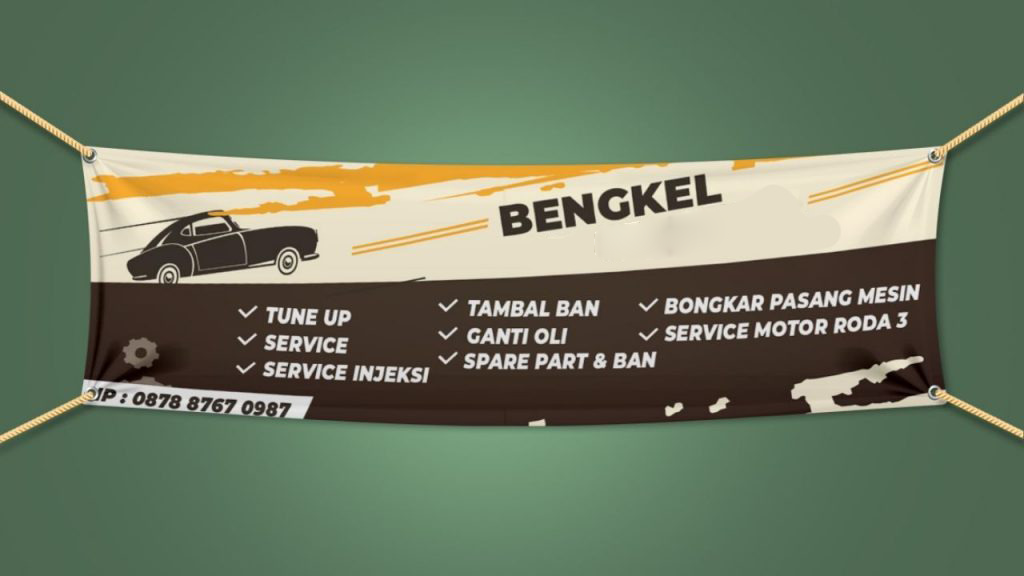 BENGKEL
TUNE UP
SERVICE
SERVICE INJEKSI
TAMBAL BAN
GANTI OLI
SPARE PART & BAN
BONGKAR PASANG MESIN
SERVICE MOTOR RODA 3
: 0878 8767 0987